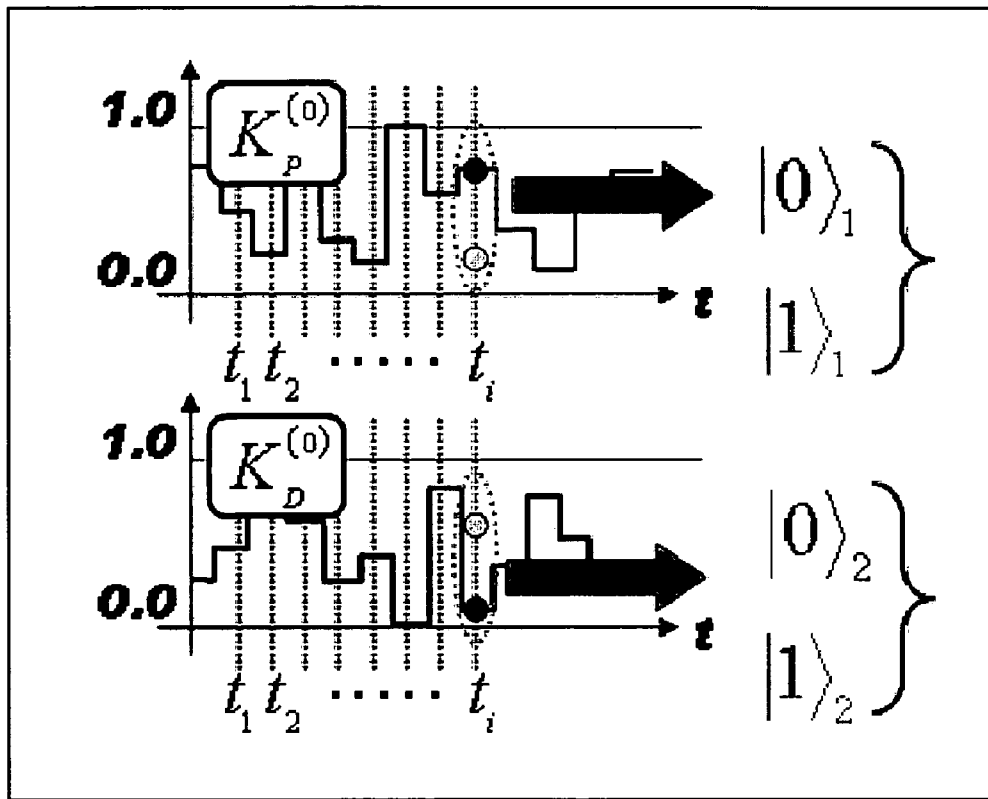 1.0
K_P^(0)
0.0
t
t_1 t_2 ..... t_i
|0⟩_1
|1⟩_1
1.0
K_D^(0)
0.0
t
t_1 t_2 ..... t_i
|0⟩_2
|1⟩_2